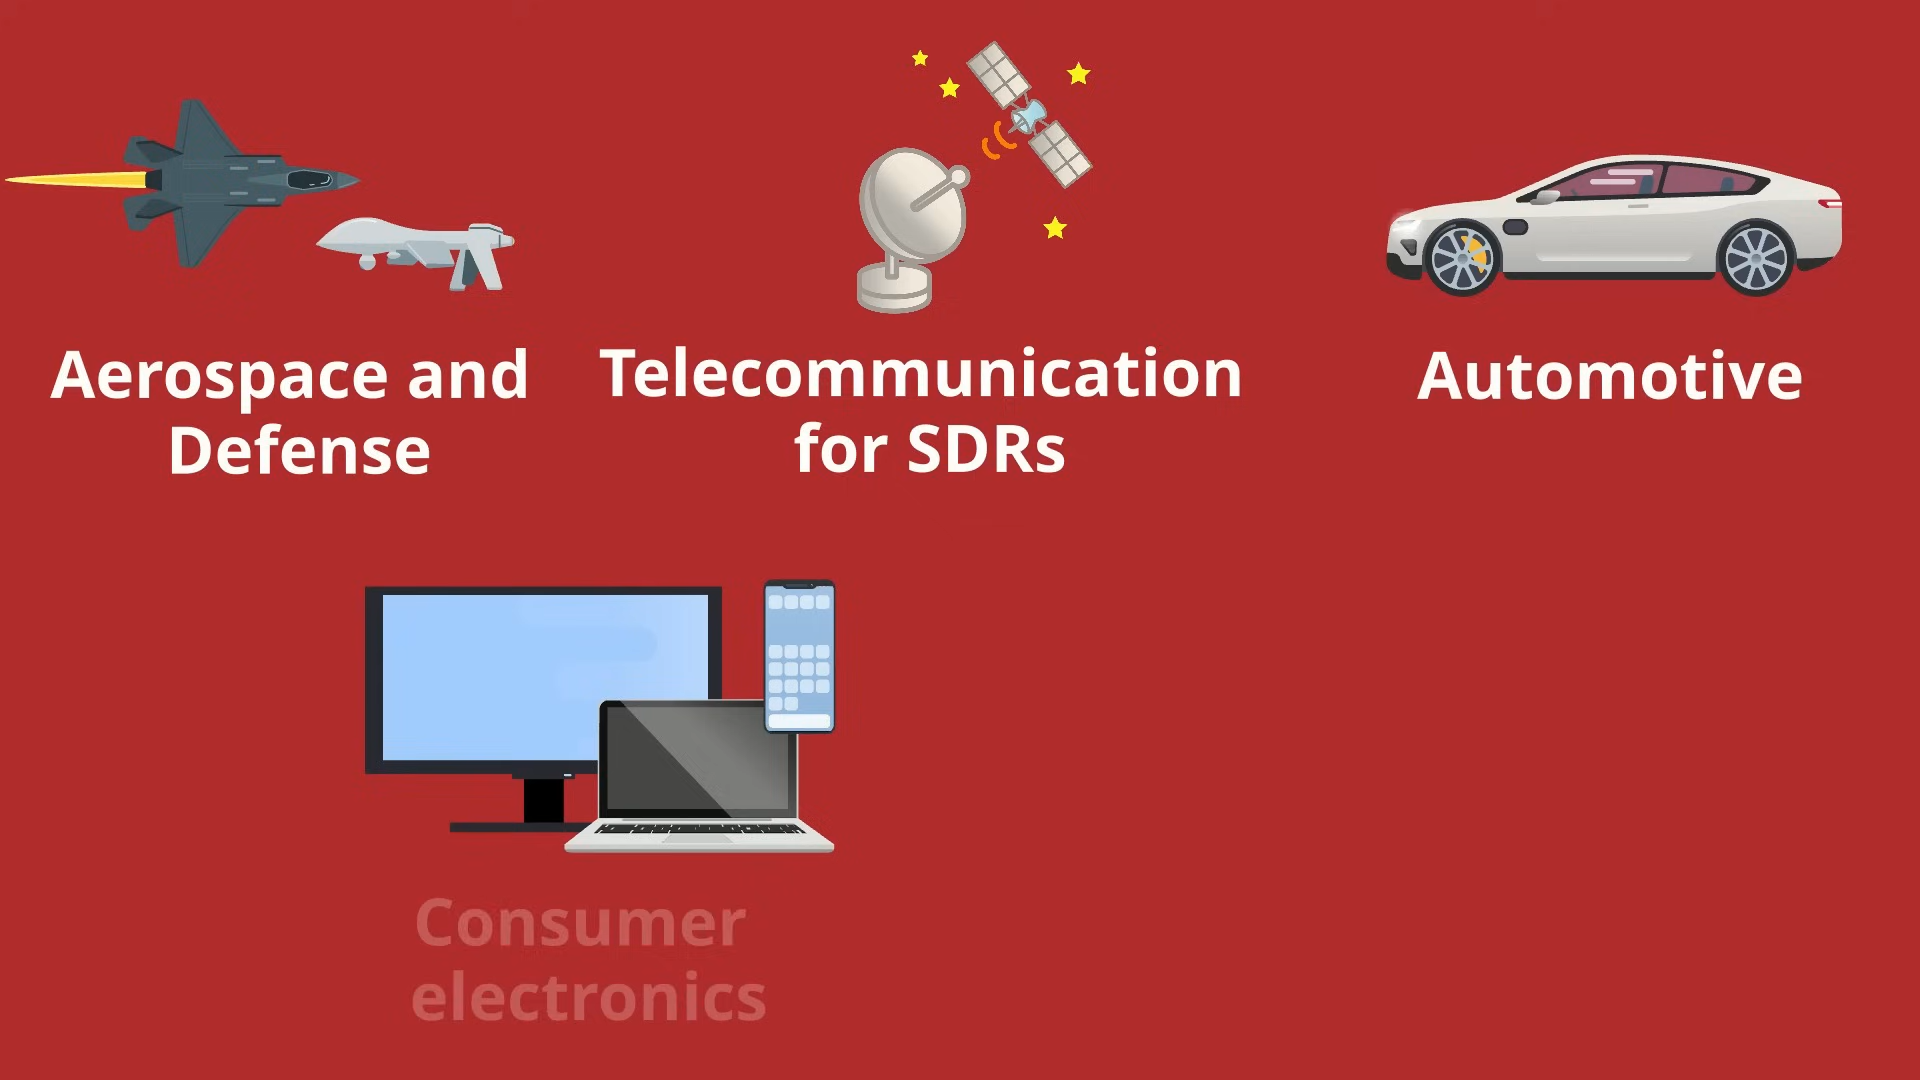 Aerospace and
Defense
Telecommunication
for SDRs
Automotive
Consumer
electronics